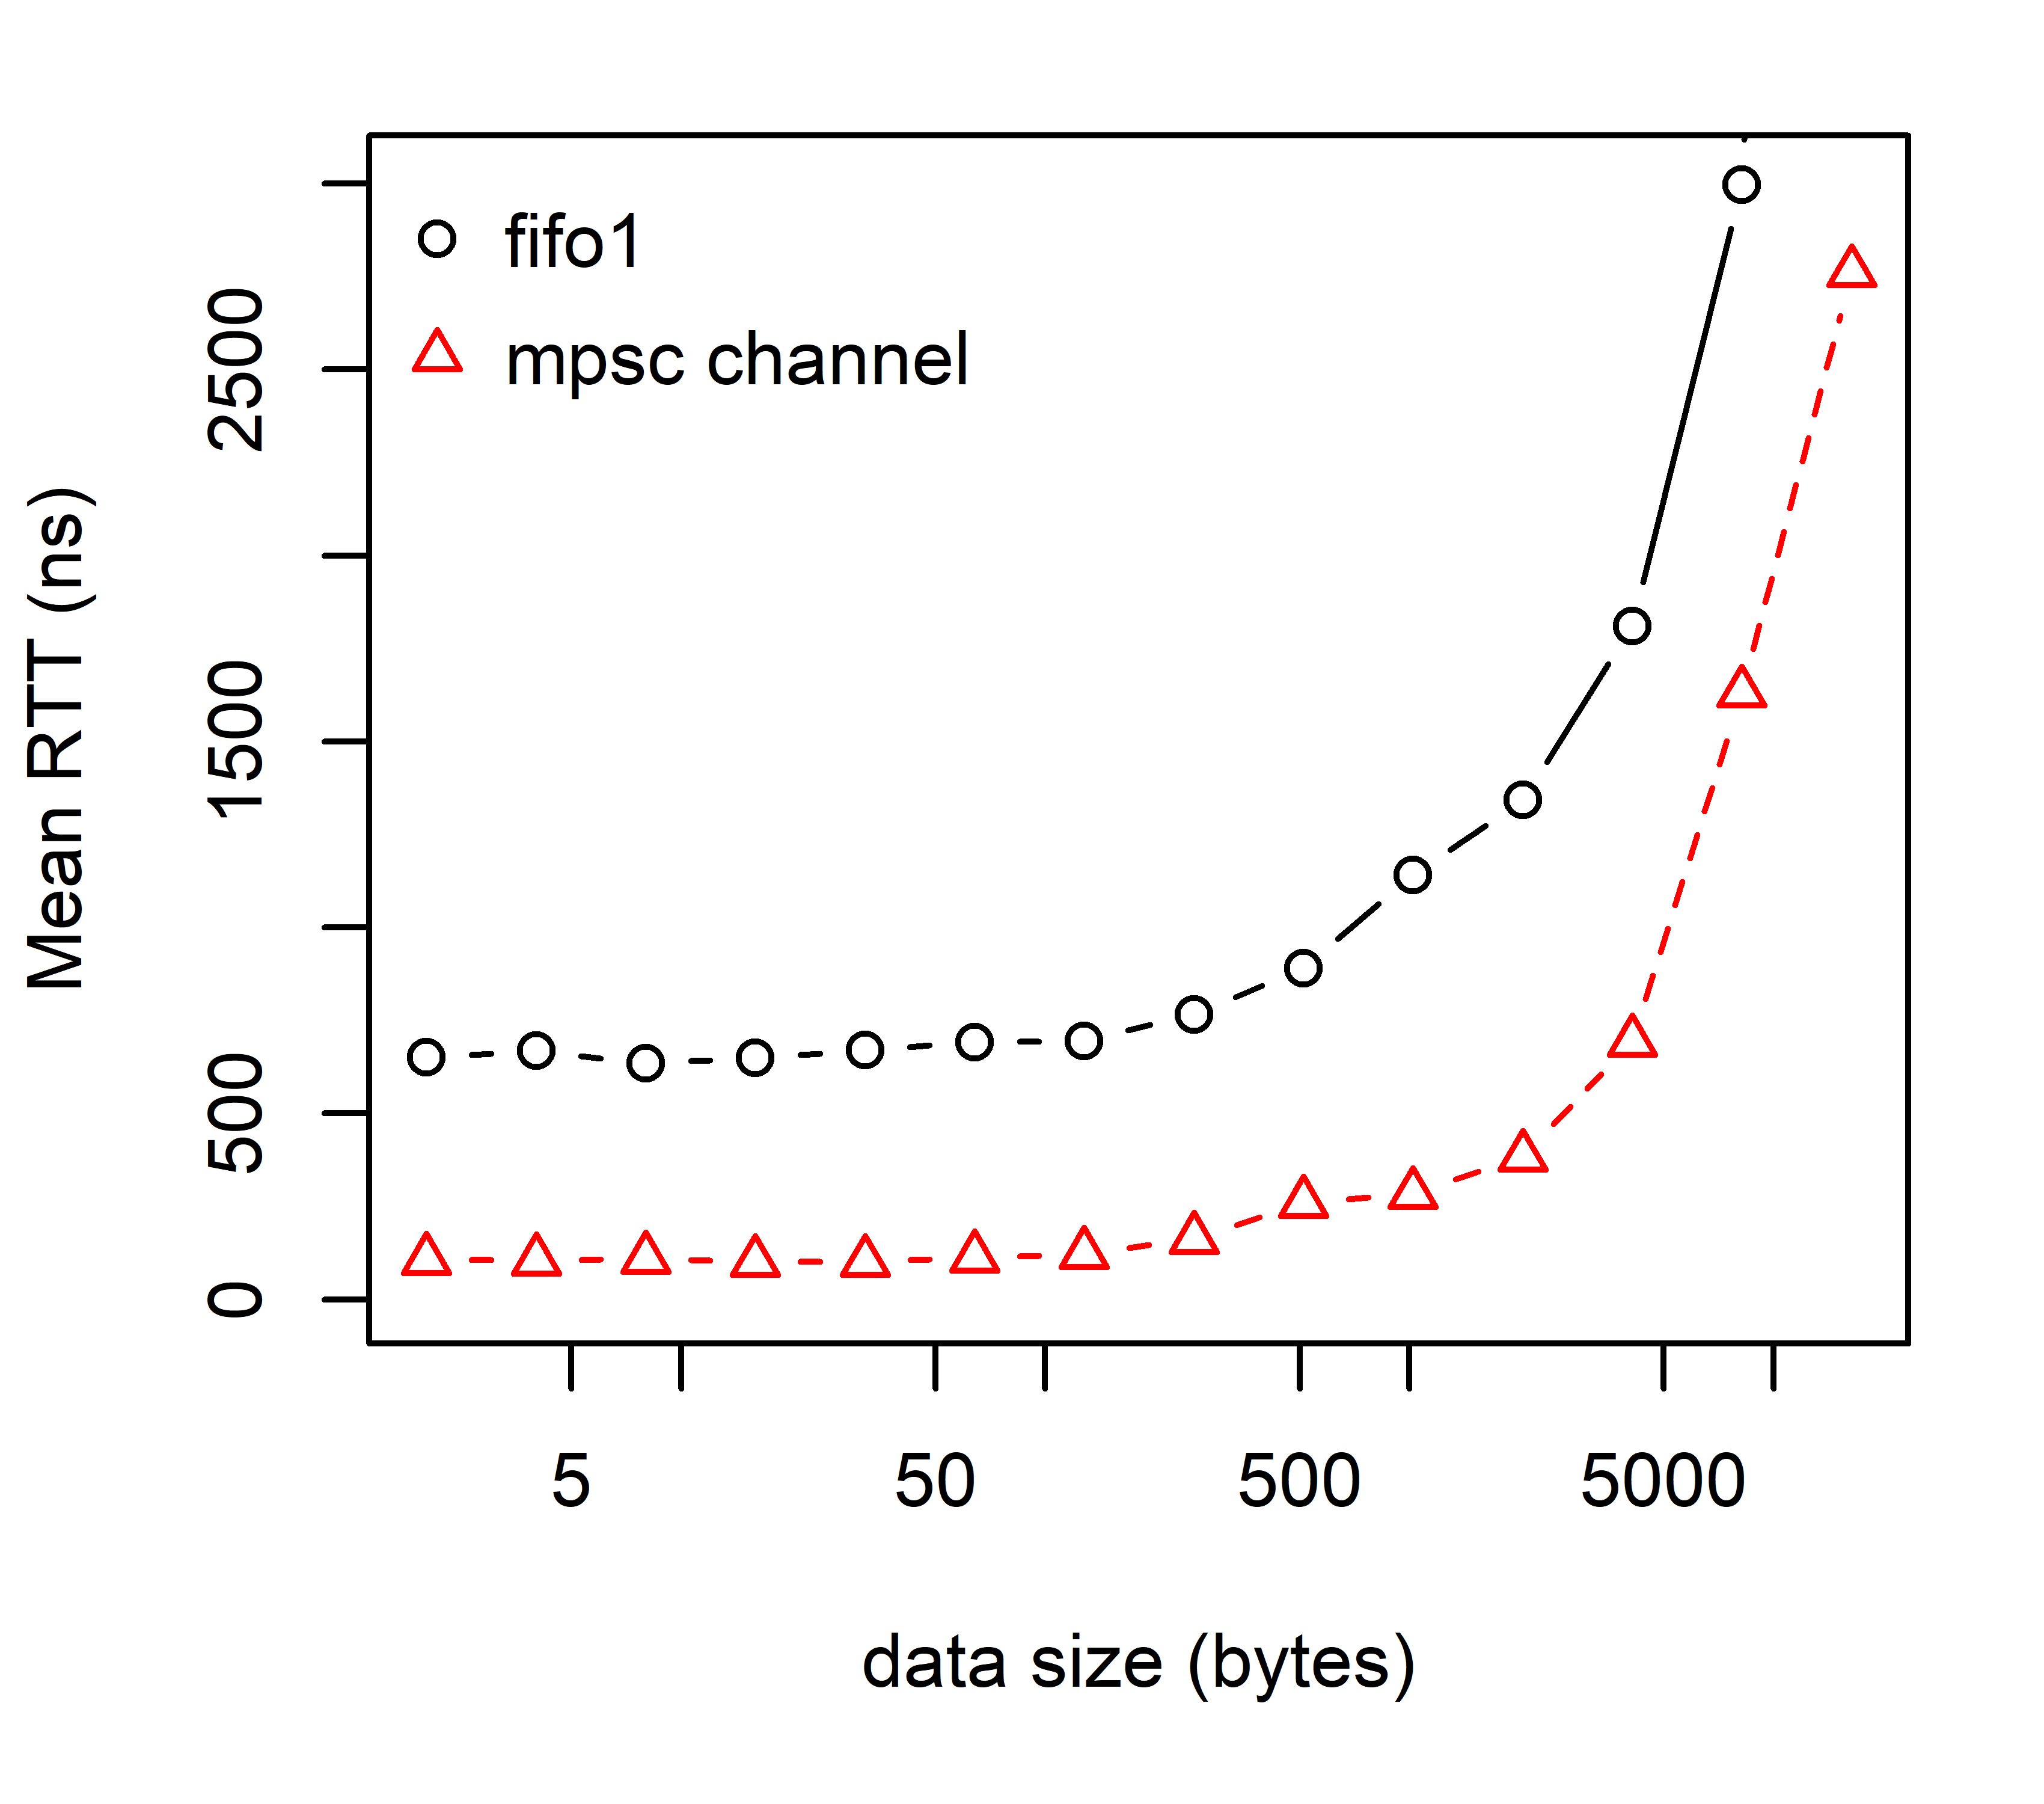 fifo1
mpsc channel
Mean RTT (ns)
2500
1500
500
0
5 50 500 5000
data size (bytes)